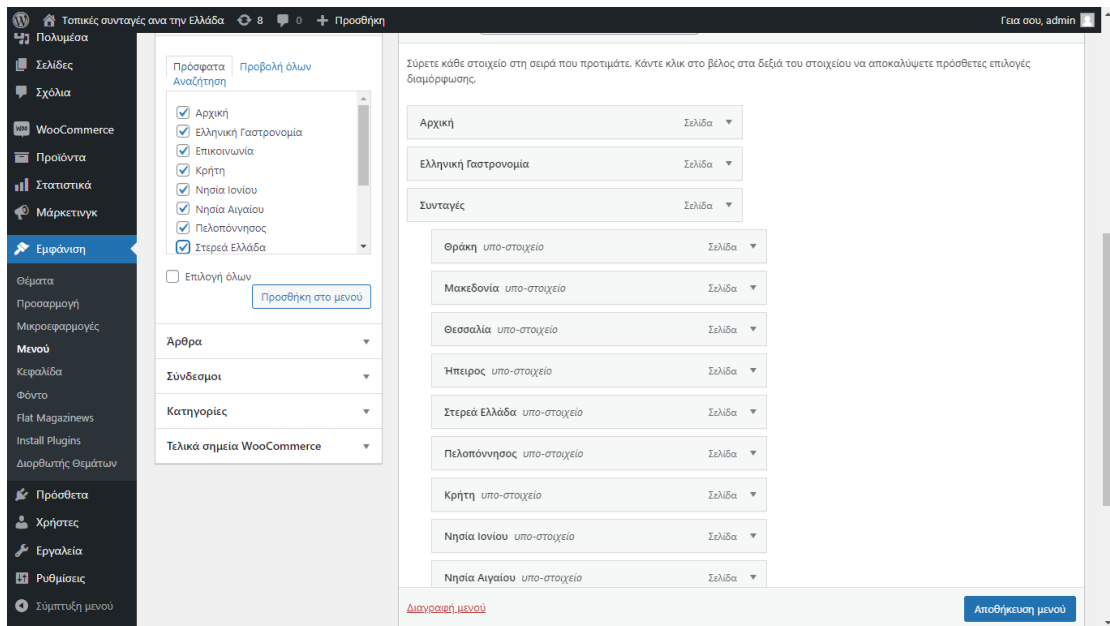 Τοπικές συνταγές ανα την Ελλάδα 8 0 Προσθήκη Γεια σου, admin
Πολυμέσα
Σελίδες
Σχόλια
WooCommerce
Προϊόντα
Στατιστικά
Μάρκετινγκ
Εμφάνιση
Θέματα
Προσαρμογή
Μικροεφαρμογές
Μενού
Κεφαλίδα
Φόντο
Flat Magazinews
Install Plugins
Διορθωτής Θεμάτων
Πρόσθετα
Χρήστες
Εργαλεία
Ρυθμίσεις
Σύμπτυξη μενού
Πρόσφατα Προβολή όλων
Αναζήτηση
Αρχική
Ελληνική Γαστρονομία
Επικοινωνία
Κρήτη
Νησία Ιονίου
Νησία Αιγαίου
Πελοπόννησος
Στερεά Ελλάδα
Επιλογή όλων
Προσθήκη στο μενού
Άρθρα
Σύνδεσμοι
Κατηγορίες
Τελικά σημεία WooCommerce
Σύρετε κάθε στοιχείο στη σειρά που προτιμάτε. Κάντε κλικ στο βέλος στα δεξιά του στοιχείου να αποκαλύψετε πρόσθετες επιλογές
διαμόρφωσης.
Αρχική Σελίδα
Ελληνική Γαστρονομία Σελίδα
Συνταγές Σελίδα
Θράκη υπο-στοιχείο Σελίδα
Μακεδονία υπο-στοιχείο Σελίδα
Θεσσαλία υπο-στοιχείο Σελίδα
Ήπειρος υπο-στοιχείο Σελίδα
Στερεά Ελλάδα υπο-στοιχείο Σελίδα
Πελοπόννησος υπο-στοιχείο Σελίδα
Κρήτη υπο-στοιχείο Σελίδα
Νησία Ιονίου υπο-στοιχείο Σελίδα
Νησία Αιγαίου υπο-στοιχείο Σελίδα
Διαγραφή μενού Αποθήκευση μενού